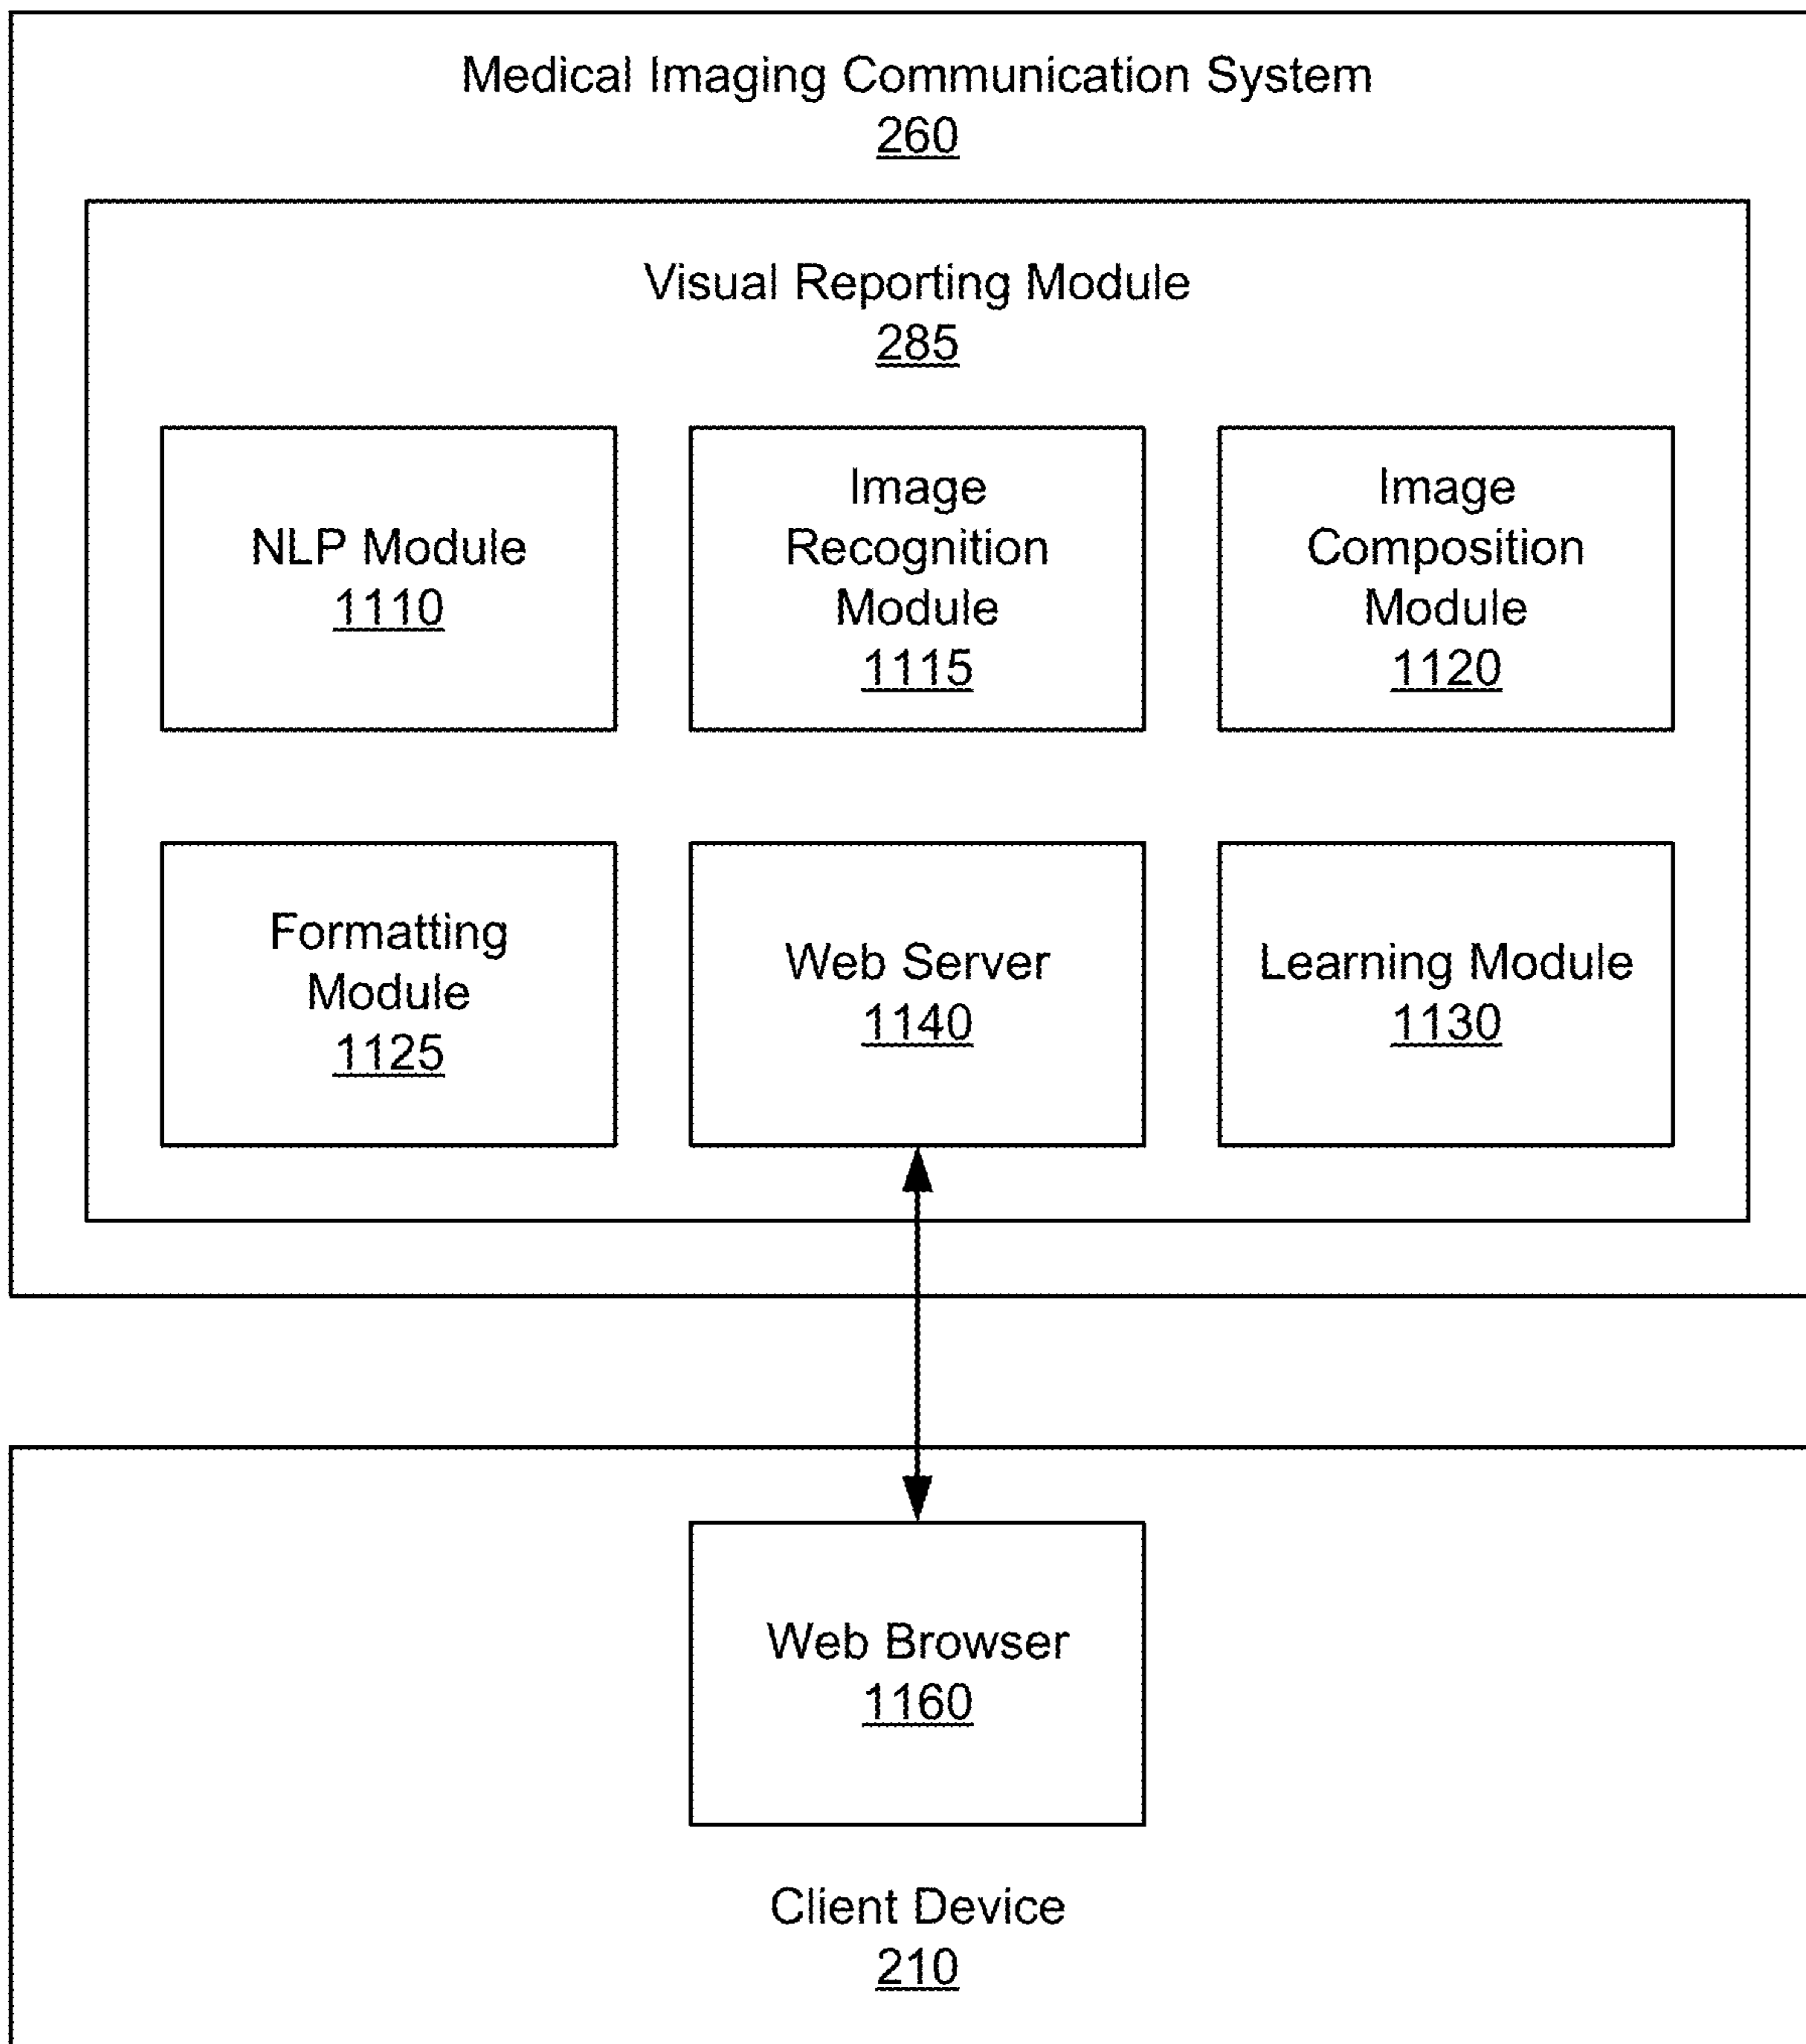 Medical Imaging Communication System
260
Visual Reporting Module
285
NLP Module
1110
Image
Recognition
Module
1115
Image
Composition
Module
1120
Formatting
Module
1125
Web Server
1140
Learning Module
1130
Web Browser
1160
Client Device
210